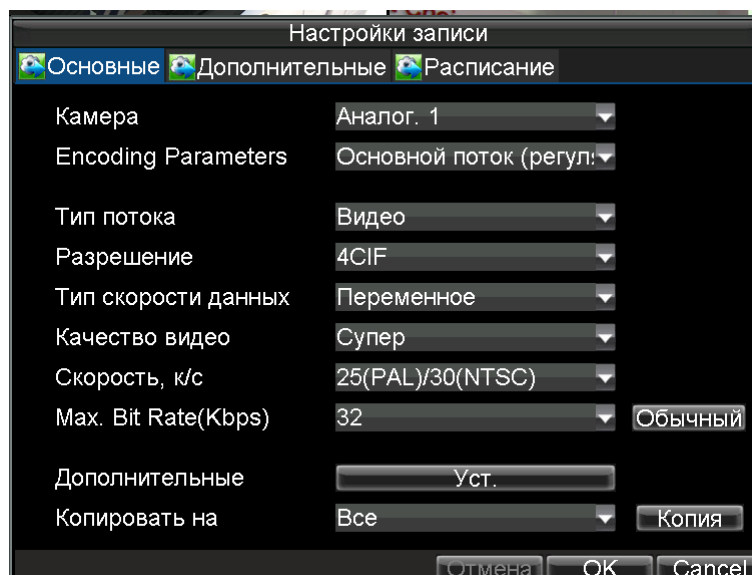 Настройки записи
Основные Дополнительные Расписание
Камера Аналог. 1
Encoding Parameters Основной поток (регуля
Тип потока Видео
Разрешение 4CIF
Тип скорости данных Переменное
Качество видео Супер
Скорость, к/с 25(PAL)/30(NTSC)
Max. Bit Rate(Kbps) 32 Обычный
Дополнительные Уст.
Копировать на Все Копия
Отмена OK Cancel